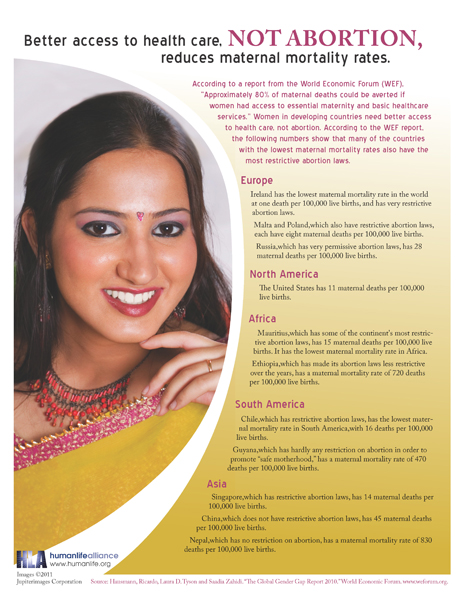 Better access to health care, NOT ABORTION,
reduces maternal mortality rates.
According to a report from the World Economic Forum (WEF),
"Approximately 80% of maternal deaths could be averted if
women had access to essential maternity and basic healthcare
services." Women in developing countries need better access
to health care, not abortion. According to the WEF report,
the following numbers show that many of the countries
with the lowest maternal mortality rates also have the
most restrictive abortion laws.
Europe
Ireland has the lowest maternal mortality rate in the world
at one death per 100,000 live births, and has very restrictive
abortion laws.
Malta and Poland,which also have restrictive abortion laws,
each have eight maternal deaths per 100,000 live births.
Russia,which has very permissive abortion laws, has 28
maternal deaths per 100,000 live births.
North America
The United States has 11 maternal deaths per 100,000
live births.
Africa
Mauritius,which has some of the continent's most restric-
tive abortion laws, has 15 maternal deaths per 100,000 live
births. It has the lowest maternal mortality rate in Africa.
Ethiopia,which has made its abortion laws less restrictive
over the years, has a maternal mortality rate of 720 deaths
per 100,000 live births.
South America
Chile,which has restrictive abortion laws, has the lowest mater-
nal mortality rate in South America,with 16 deaths per 100,000
live births.
Guyana,which has hardly any restriction on abortion in order to
promote "safe motherhood," has a maternal mortality rate of 470
deaths per 100,000 live births.
Asia
Singapore,which has restrictive abortion laws, has 14 maternal deaths per
100,000 live births.
China,which does not have restrictive abortion laws, has 45 maternal deaths
per 100,000 live births.
Nepal,which has no restriction on abortion, has a maternal mortality rate of 830
deaths per 100,000 live births.
HLA humanlifealliance
www.humanlife.org
Images ©2011
Jupiterimages Corporation
Source: Hausmann, Ricardo, Laura D. Tyson and Saadia Zahidi. "The Global Gender Gap Report 2010." World Economic Forum. www.weforum.org.